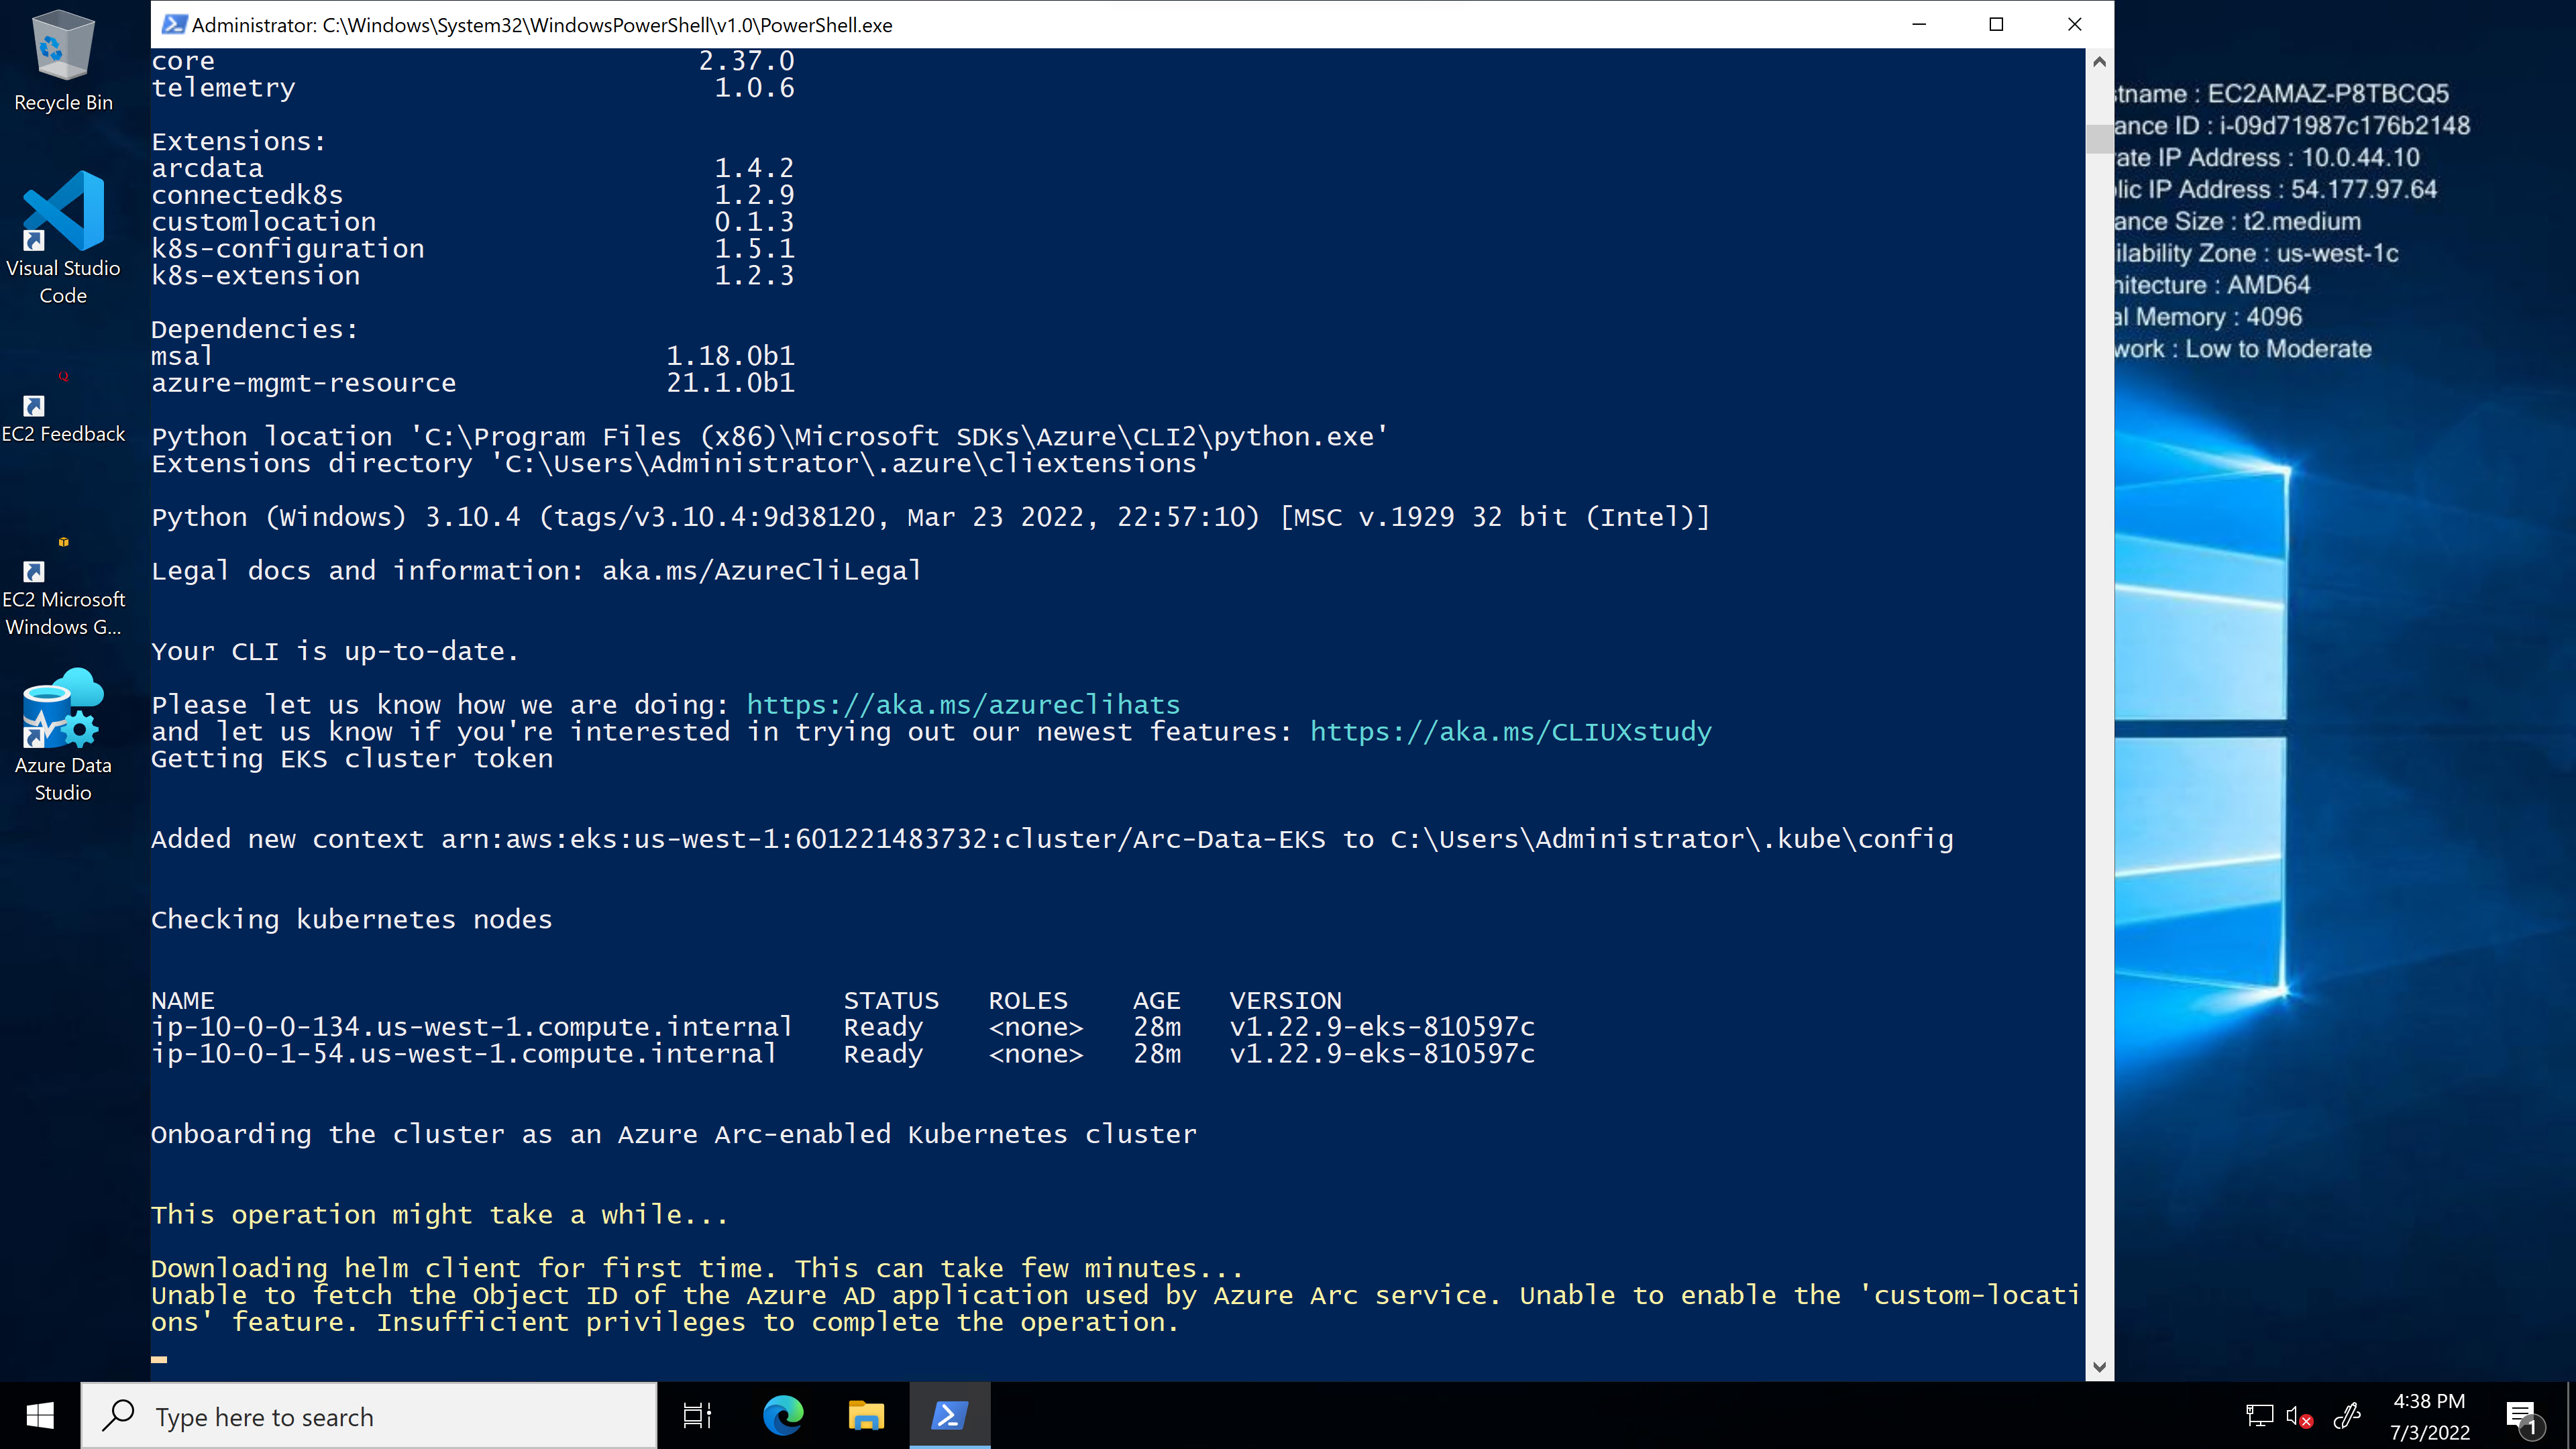 Administrator: C:\Windows\System32\WindowsPowerShell\v1.0\PowerShell.exe
core 2.37.0
telemetry 1.0.6
Extensions:
arcdata 1.4.2
connectedk8s 1.2.9
customlocation 0.1.3
k8s-configuration 1.5.1
k8s-extension 1.2.3
Dependencies:
msal 1.18.0b1
azure-mgmt-resource 21.1.0b1
Python location 'C:\Program Files (x86)\Microsoft SDKs\Azure\CLI2\python.exe'
Extensions directory 'C:\Users\Administrator\.azure\cliextensions'
Python (Windows) 3.10.4 (tags/v3.10.4:9d38120, Mar 23 2022, 22:57:10) [MSC v.1929 32 bit (Intel)]
Legal docs and information: aka.ms/AzureCliLegal
Your CLI is up-to-date.
Please let us know how we are doing: https://aka.ms/azureclihats
and let us know if you're interested in trying out our newest features: https://aka.ms/CLIUXstudy
Getting EKS cluster token
Added new context arn:aws:eks:us-west-1:601221483732:cluster/Arc-Data-EKS to C:\Users\Administrator\.kube\config
Checking kubernetes nodes
NAME STATUS ROLES AGE VERSION
ip-10-0-0-134.us-west-1.compute.internal Ready <none> 28m v1.22.9-eks-810597c
ip-10-0-1-54.us-west-1.compute.internal Ready <none> 28m v1.22.9-eks-810597c
Onboarding the cluster as an Azure Arc-enabled Kubernetes cluster
This operation might take a while...
Downloading helm client for first time. This can take few minutes...
Unable to fetch the Object ID of the Azure AD application used by Azure Arc service. Unable to enable the 'custom-locati
ons' feature. Insufficient privileges to complete the operation.
Recycle Bin
Visual Studio
Code
EC2 Feedback
EC2 Microsoft
Windows G...
Azure Data
Studio
stname : EC2AMAZ-P8TBCQ5
ance ID : i-09d71987c176b2148
ate IP Address : 10.0.44.10
lic IP Address : 54.177.97.64
ance Size : t2.medium
ilability Zone : us-west-1c
hitecture : AMD64
al Memory : 4096
work : Low to Moderate
Type here to search
4:38 PM
7/3/2022
1